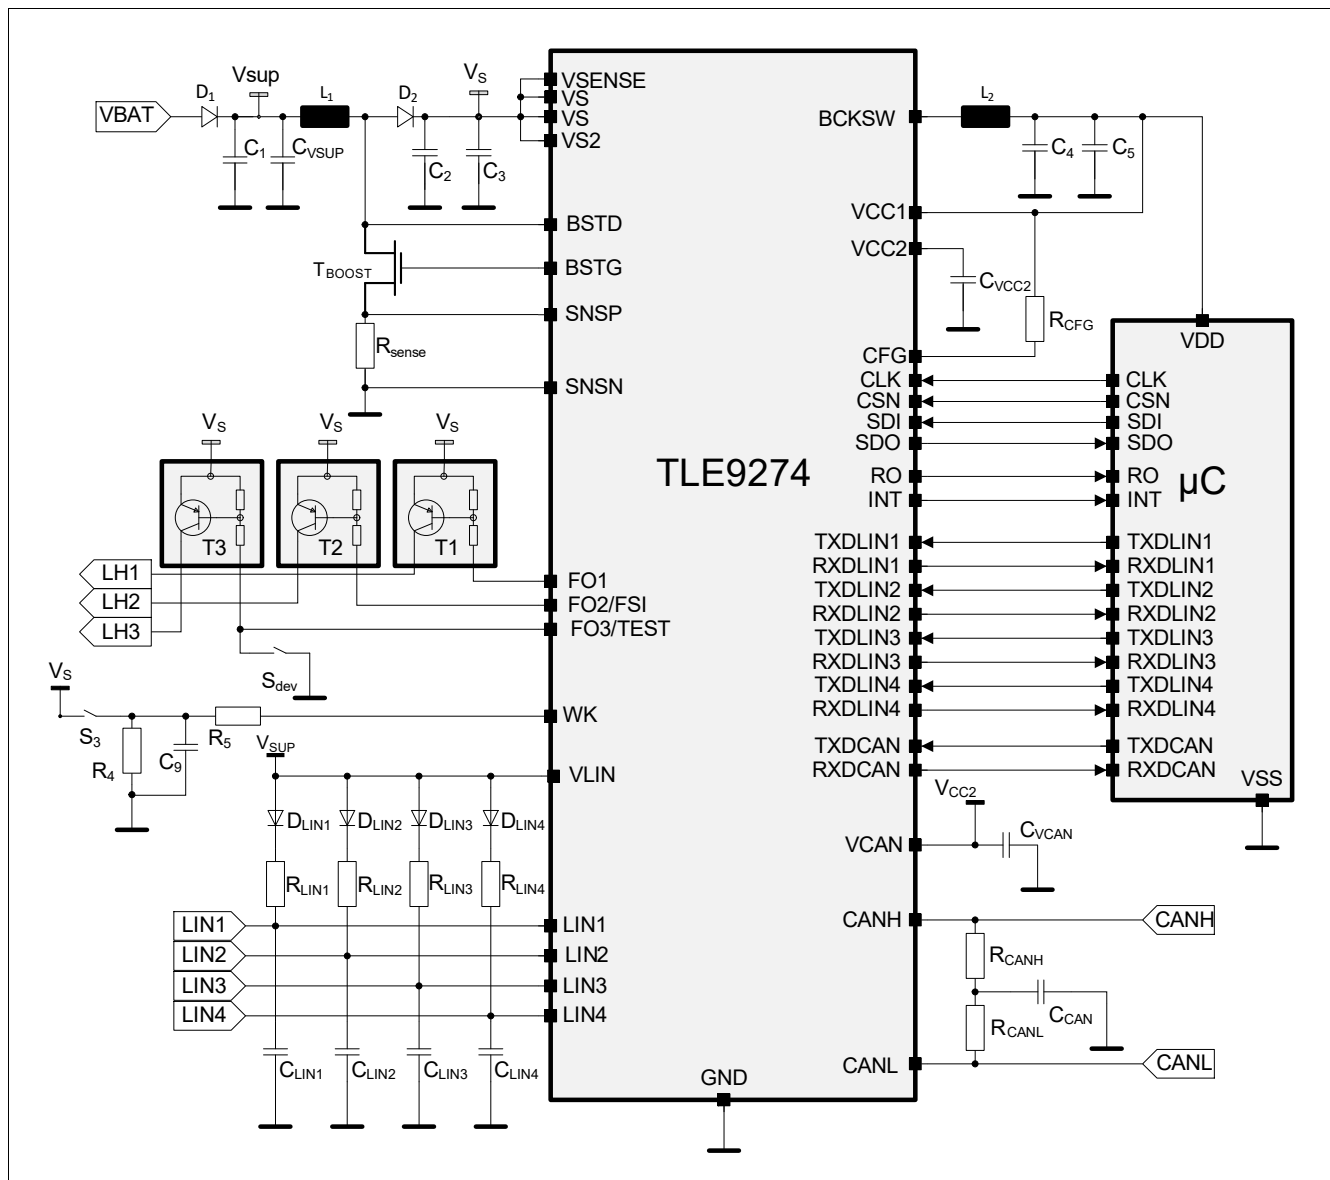 VBAT
D1
Vsup
L1
D2
VS
C1
CVSUP
C2
C3
VSENSE
VS
VS
VS2
BSTD
BSTG
SNSP
SNSN
TBOOST
Rsense
VS
VS
VS
T3
T2
T1
LH1
LH2
LH3
FO1
FO2/FSI
FO3/TEST
Sdev
VS
S3
R4
C9
R5
WK
VSUP
VLIN
DLIN1
DLIN2
DLIN3
DLIN4
RLIN1
RLIN2
RLIN3
RLIN4
LIN1
LIN2
LIN3
LIN4
LIN1
LIN2
LIN3
LIN4
CLIN1
CLIN2
CLIN3
CLIN4
TLE9274
GND
BCKSW
L2
C4
C5
VCC1
VCC2
CVCC2
RCFG
CFG
CLK
CSN
SDI
SDO
RO
INT
TXDLIN1
RXDLIN1
TXDLIN2
RXDLIN2
TXDLIN3
RXDLIN3
TXDLIN4
RXDLIN4
TXDCAN
RXDCAN
VDD
CLK
CSN
SDI
SDO
RO
INT
µC
TXDLIN1
RXDLIN1
TXDLIN2
RXDLIN2
TXDLIN3
RXDLIN3
TXDLIN4
RXDLIN4
TXDCAN
RXDCAN
VSS
VCC2
CVCAN
VCAN
CANH
CANH
RCANH
CCAN
RCANL
CANL
CANL